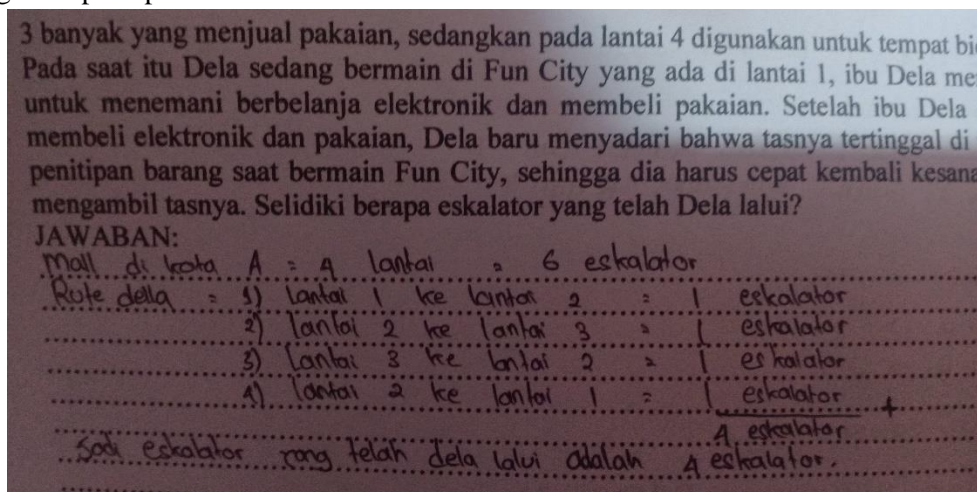 3 banyak yang menjual pakaian, sedangkan pada lantai 4 digunakan untuk tempat
Pada saat itu Dela sedang bermain di Fun City yang ada di lantai 1, ibu Dela
untuk menemani berbelanja elektronik dan membeli pakaian. Setelah ibu Dela
membeli elektronik dan pakaian, Dela baru menyadari bahwa tasnya tertinggal di
penitipan barang saat bermain Fun City, sehingga dia harus cepat kembali
mengambil tasnya. Selidiki berapa eskalator yang telah Dela lalui?
JAWABAN:
Mall di kota A = 4 lantai = 6 eskalator
Rute della = 1) lantai 1 ke lantai 2 = 1 eskalator
2) lantai 2 ke lantai 3 = 1 eskalator
3) lantai 3 ke lantai 2 = 1 eskalator
4) lantai 2 ke lantai 1 = 1 eskalator +
4 eskalator
Jadi eskalator yang telah dela lalui adalah 4 eskalator.